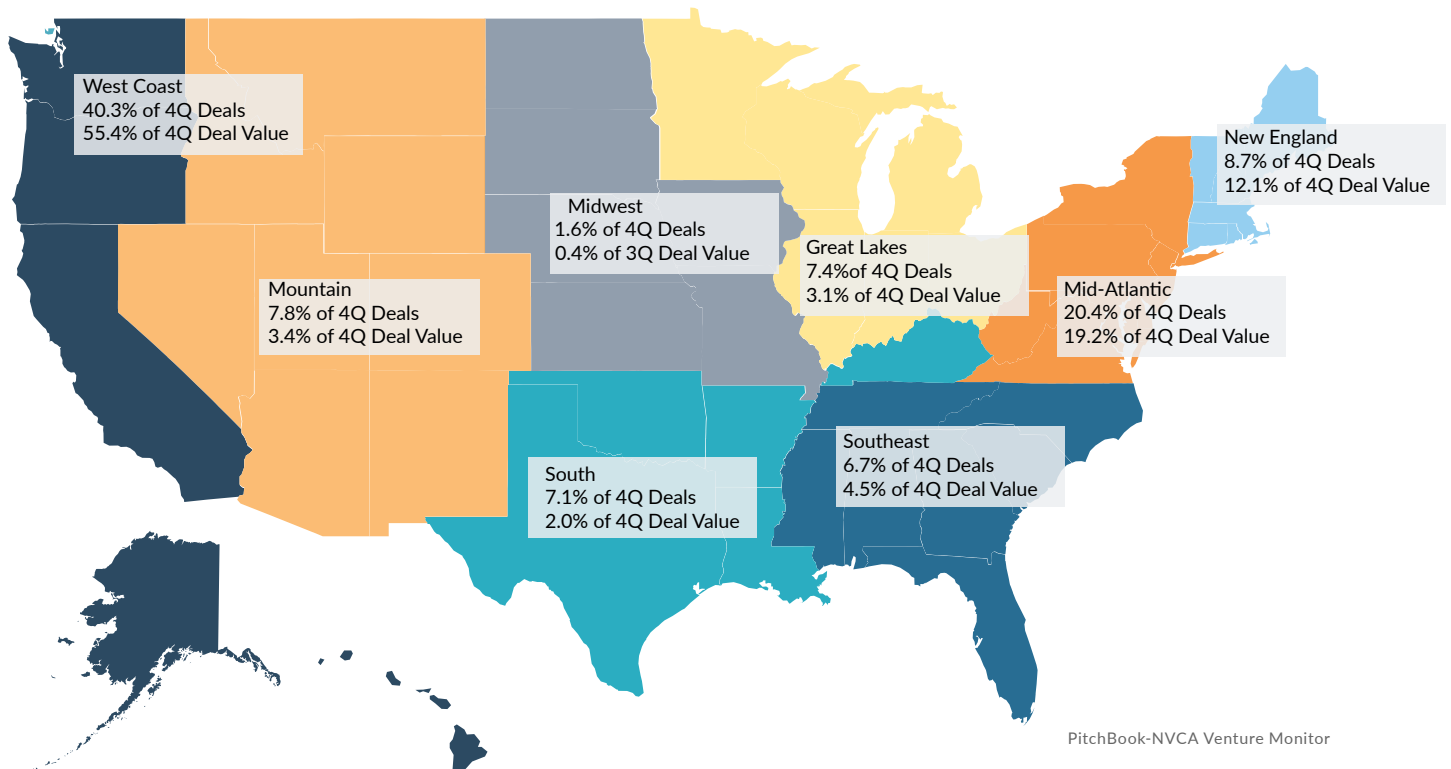 West Coast
40.3% of 4Q Deals
55.4% of 4Q Deal Value
New England
8.7% of 4Q Deals
12.1% of 4Q Deal Value
Midwest
1.6% of 4Q Deals
0.4% of 3Q Deal Value
Great Lakes
7.4%of 4Q Deals
3.1% of 4Q Deal Value
Mountain
7.8% of 4Q Deals
3.4% of 4Q Deal Value
Mid-Atlantic
20.4% of 4Q Deals
19.2% of 4Q Deal Value
Southeast
6.7% of 4Q Deals
4.5% of 4Q Deal Value
South
7.1% of 4Q Deals
2.0% of 4Q Deal Value
PitchBook-NVCA Venture Monitor